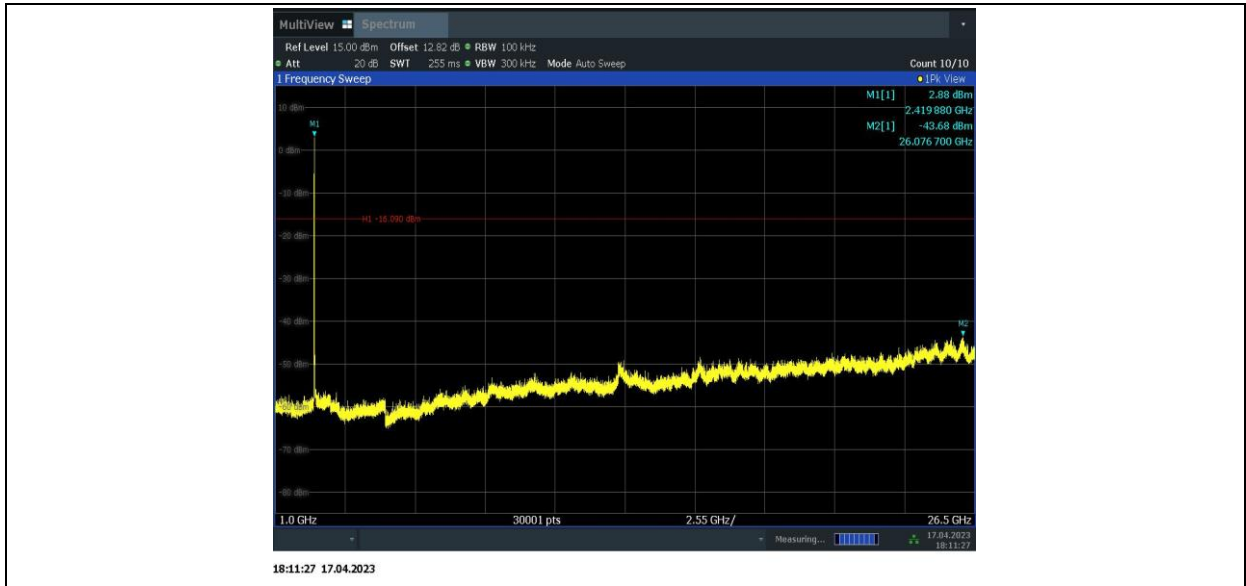 MultiView Spectrum
Ref Level 15.00 dBm Offset 12.82 dB RBW 100 kHz
Att 20 dB SWT 255 ms VBW 300 kHz Mode Auto Sweep Count 10/10
1 Frequency Sweep 1Pk View
M1[1] 2.88 dBm
2.419 880 GHz
M2[1] -43.68 dBm
26.076 700 GHz
10 dBm
M1
0 dBm
-10 dBm
H1 -16.090 dBm
-20 dBm
-30 dBm
-40 dBm
M2
-50 dBm
-60 dBm
-70 dBm
-80 dBm
1.0 GHz 30001 pts 2.55 GHz/ 26.5 GHz
Measuring... 17.04.2023
18:11:27
18:11:27 17.04.2023